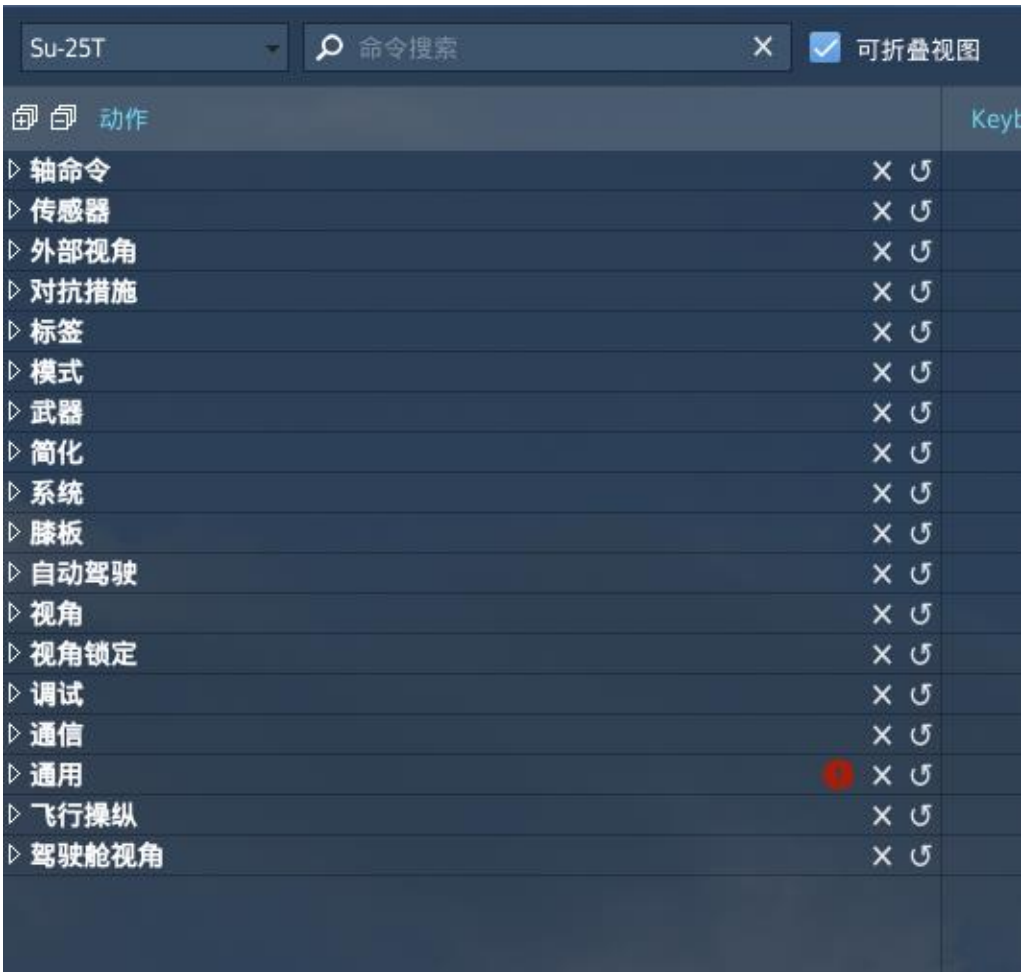 Su-25T 命令搜索 可折叠视图
动作 Keyb
轴命令
传感器
外部视角
对抗措施
标签
模式
武器
简化
系统
膝板
自动驾驶
视角
视角锁定
调试
通信
通用
飞行操纵
驾驶舱视角